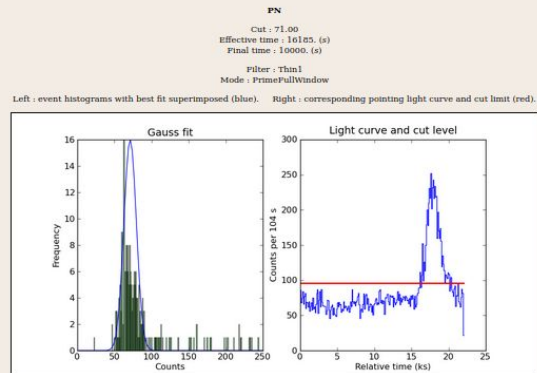 PN
Cut : 71.00
Effective time : 16185. (s)
Final time : 10000. (s)
Filter : Thin1
Mode : PrimeFullWindow
Left : event histograms with best fit superimposed (blue). Right : corresponding pointing light curve and cut limit (red).
Gauss fit
16
14
12
10
8
6
4
2
0
Frequency
0 50 100 150 200 250
Counts
Light curve and cut level
300
250
200
150
100
50
0
Counts per 104 s
0 5 10 15 20 25
Relative time (ks)